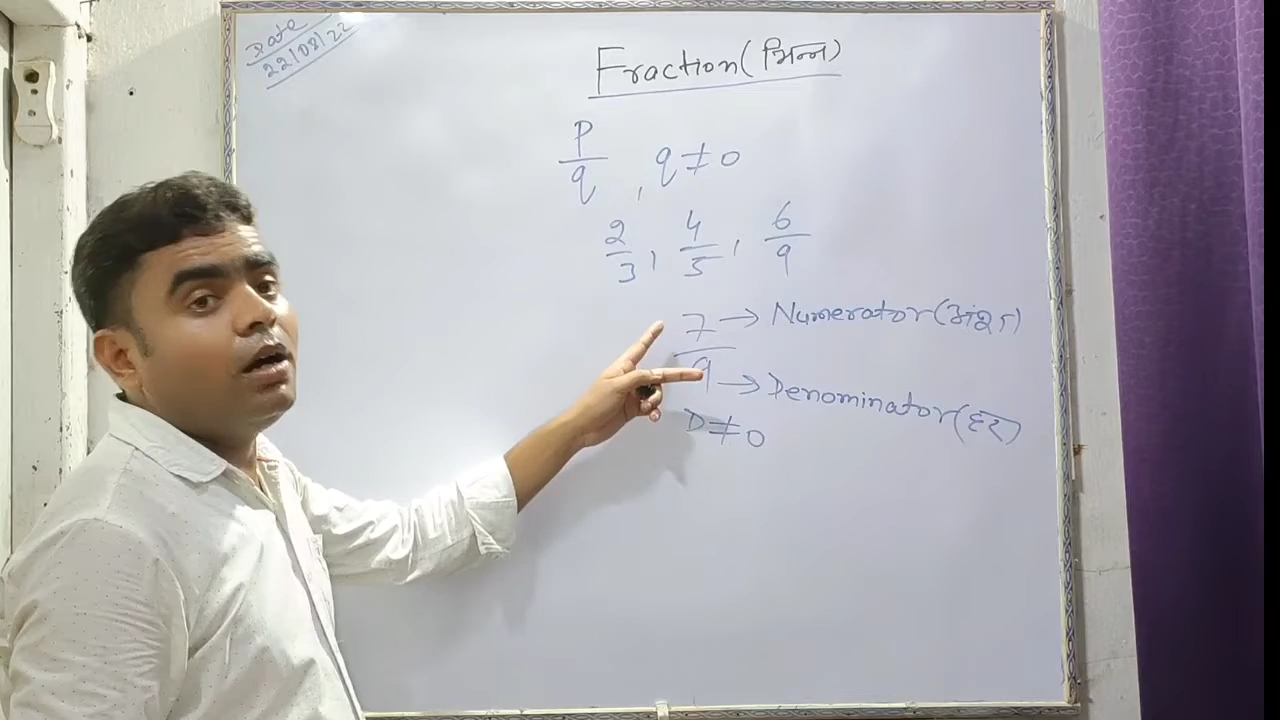 Date
22/08/22
Fraction(भिन्न)
P/q , q≠0
2/3, 4/5, 6/9
7 → Numerator(अंश)
9 → Denominator(हर)
D≠0